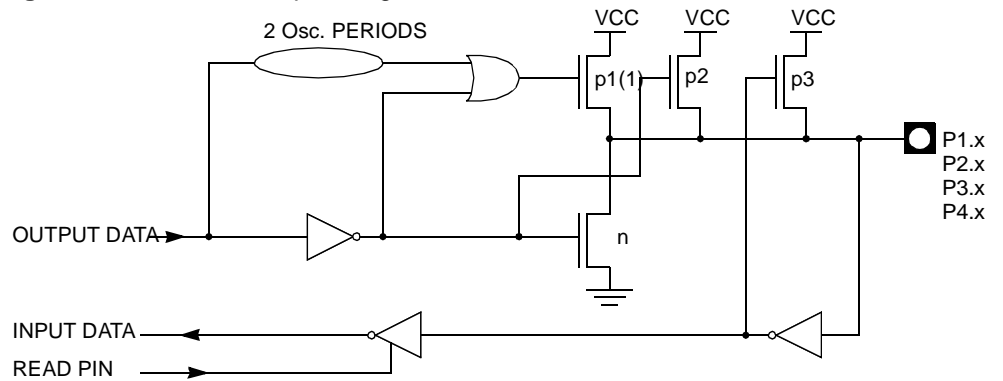 2 Osc. PERIODS
VCC
VCC
VCC
p1(1)
p2
p3
P1.x
P2.x
P3.x
P4.x
OUTPUT DATA
n
INPUT DATA
READ PIN